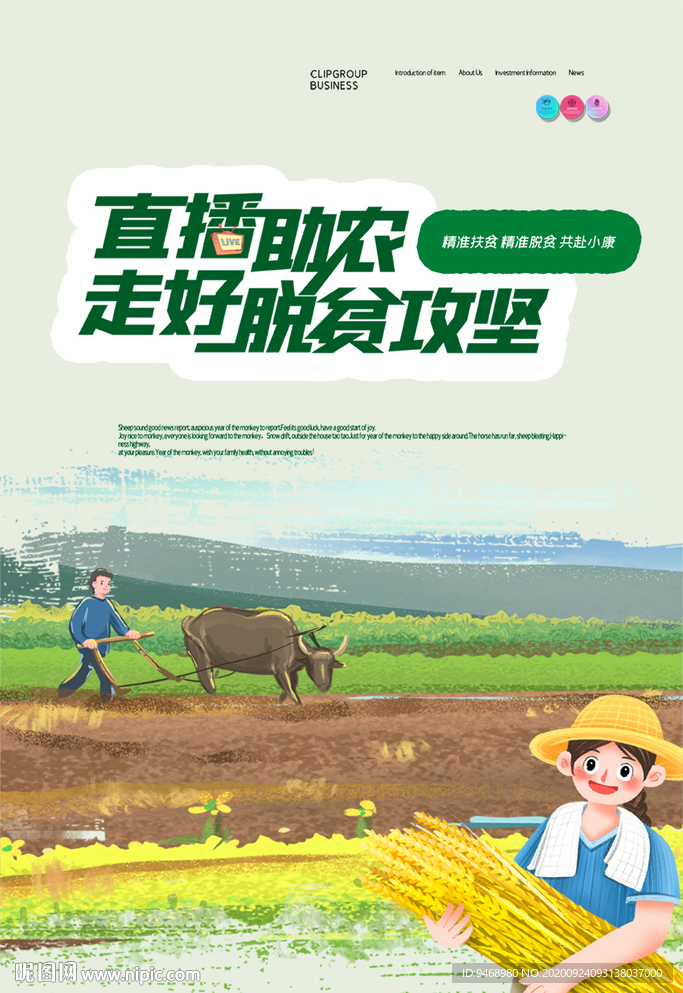 CLIPGROUP
BUSINESS
Introduction of item About Us Investment Information News
直播助农
LIVE
精准扶贫 精准脱贫 共赴小康
走好脱贫攻坚
Sheep sound good news report, auspicious year of the monkey to report.Feel its good luck, have a good start of joy.
Joy nice to monkey, everyone is looking forward to the monkey。Snow drift, outside the house tao tao.Just for year of the monkey to the happy side around.The horse has run far, sheep bleating.Happi-
ness highway,
at your pleasure. Year of the monkey, wish your family health, without annoying troubles!
昵图网 www.nipic.com
ID:9468980 NO:20200924093138037000